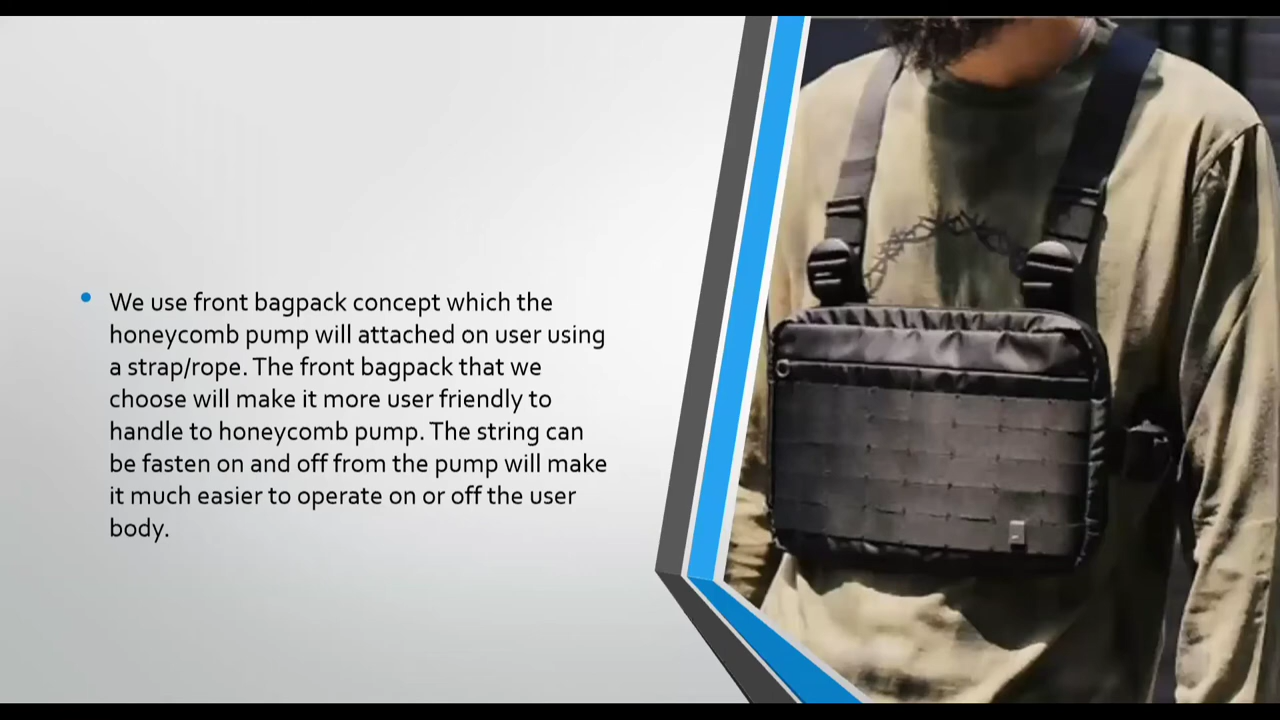 We use front bagpack concept which the
honeycomb pump will attached on user using
a strap/rope. The front bagpack that we
choose will make it more user friendly to
handle to honeycomb pump. The string can
be fasten on and off from the pump will make
it much easier to operate on or off the user
body.